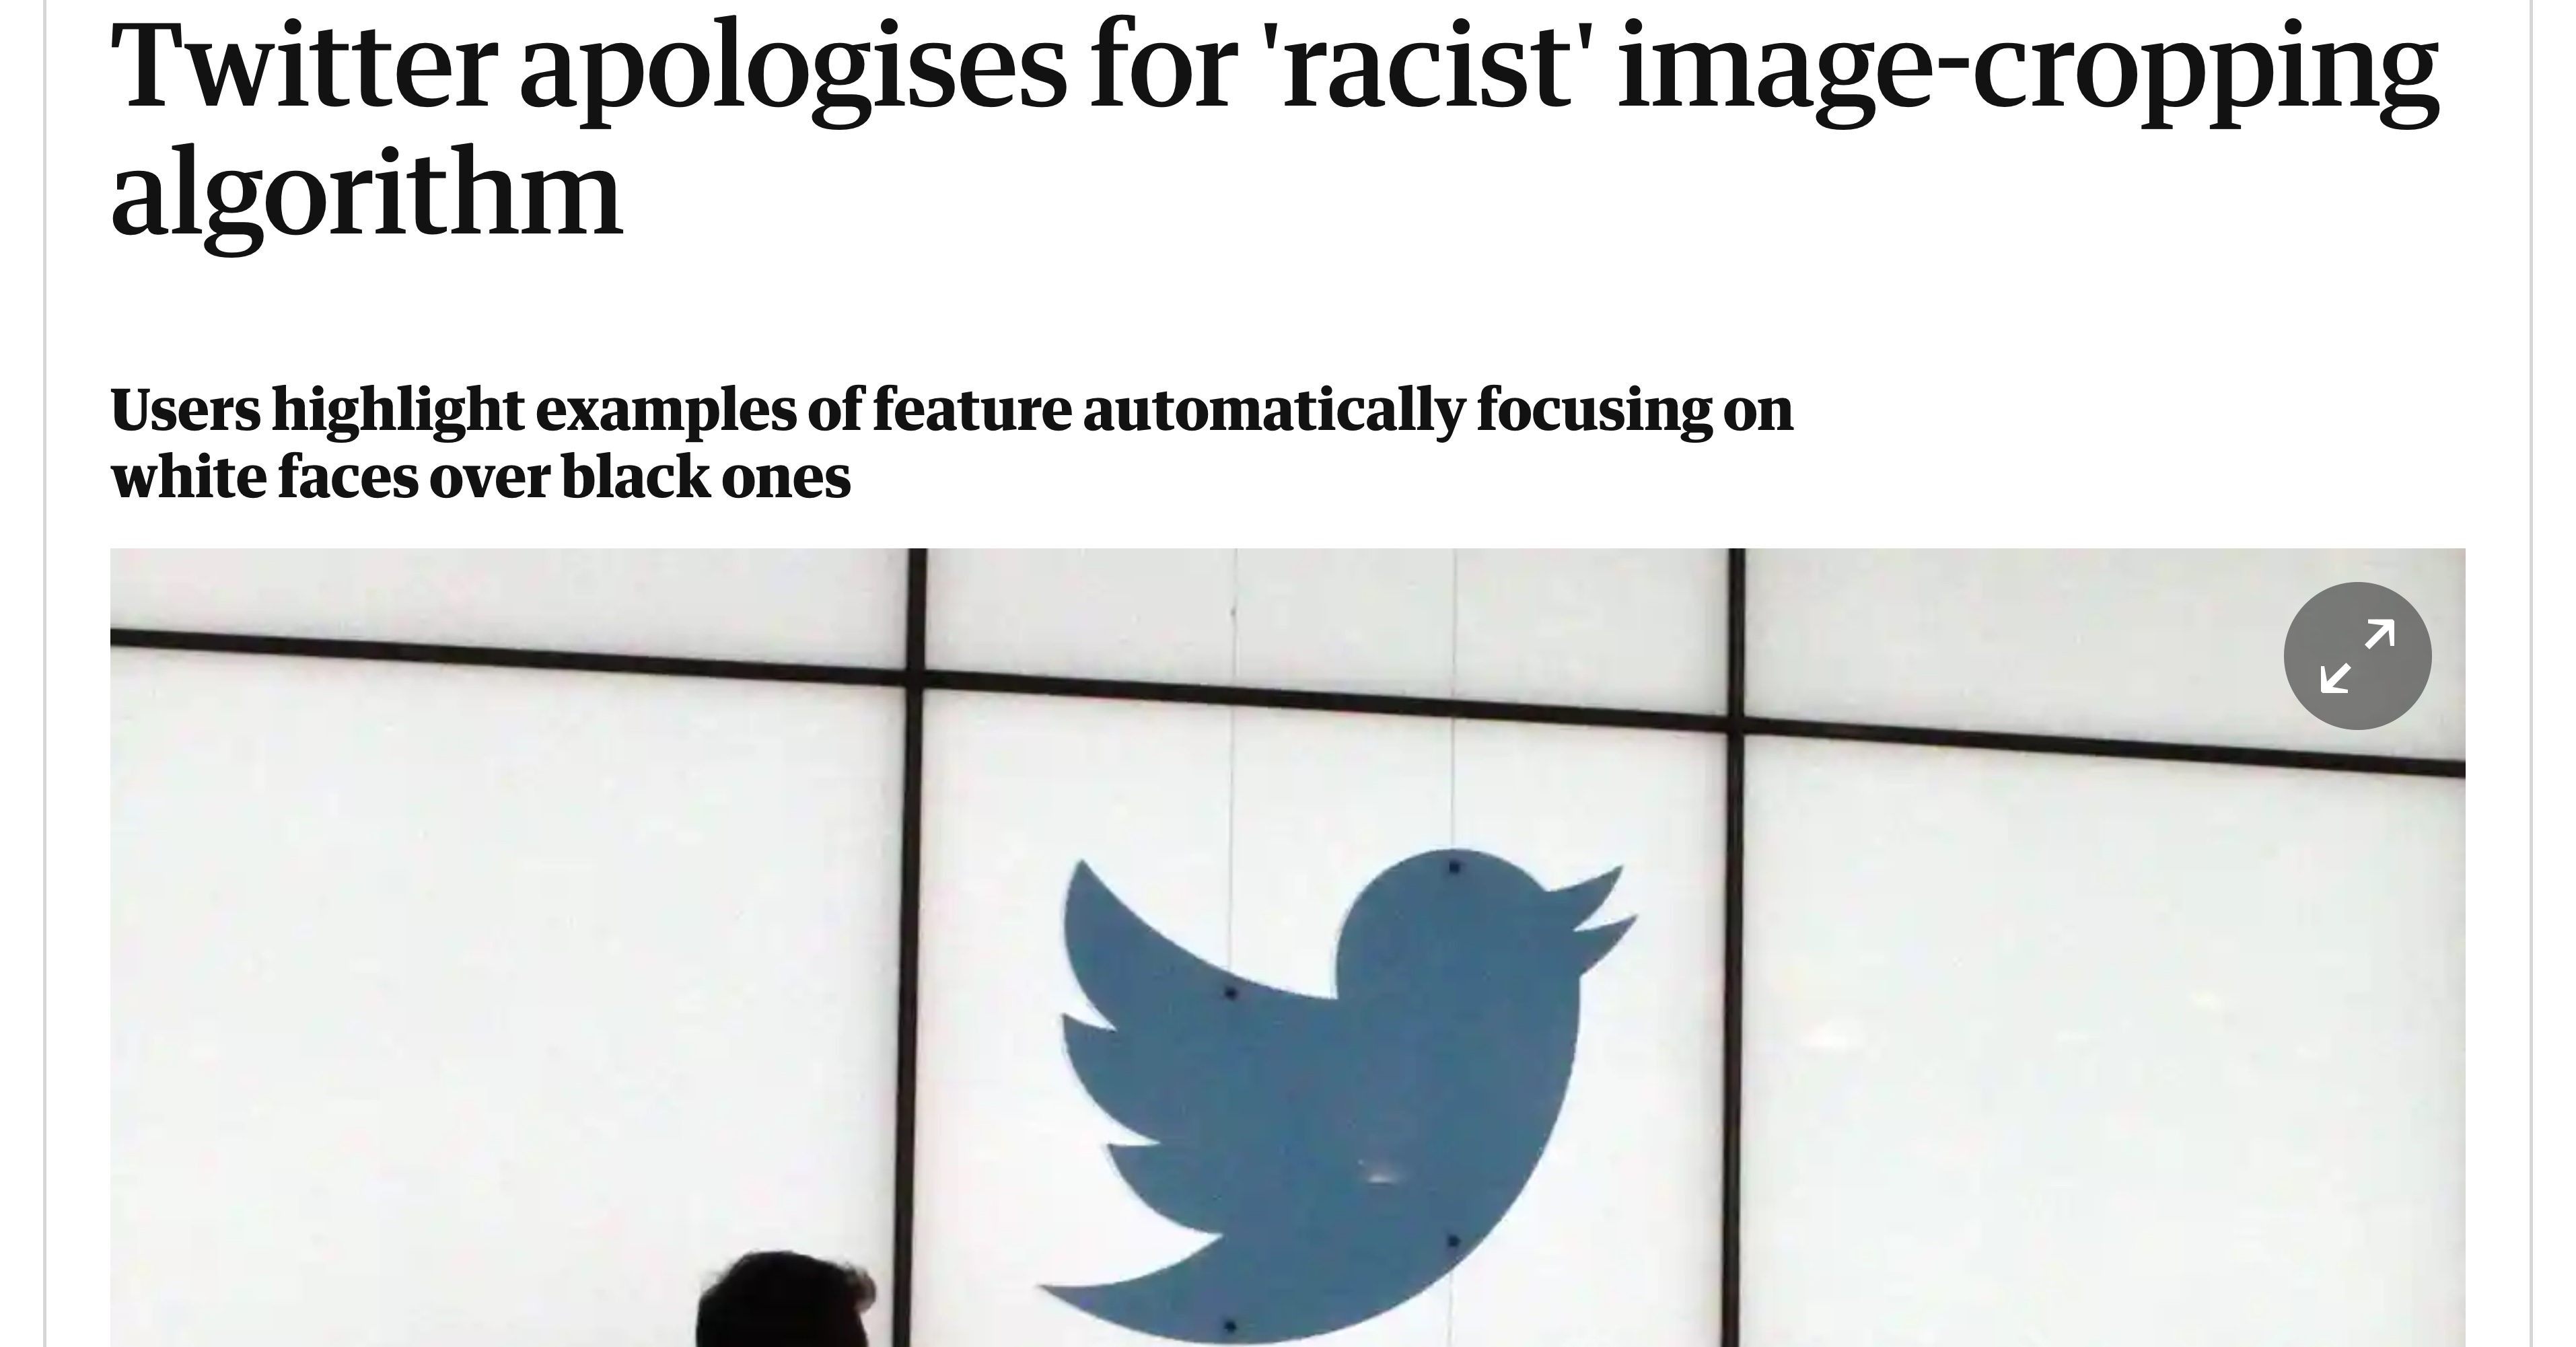 Twitter apologises for 'racist' image-cropping
algorithm
Users highlight examples of feature automatically focusing on
white faces over black ones